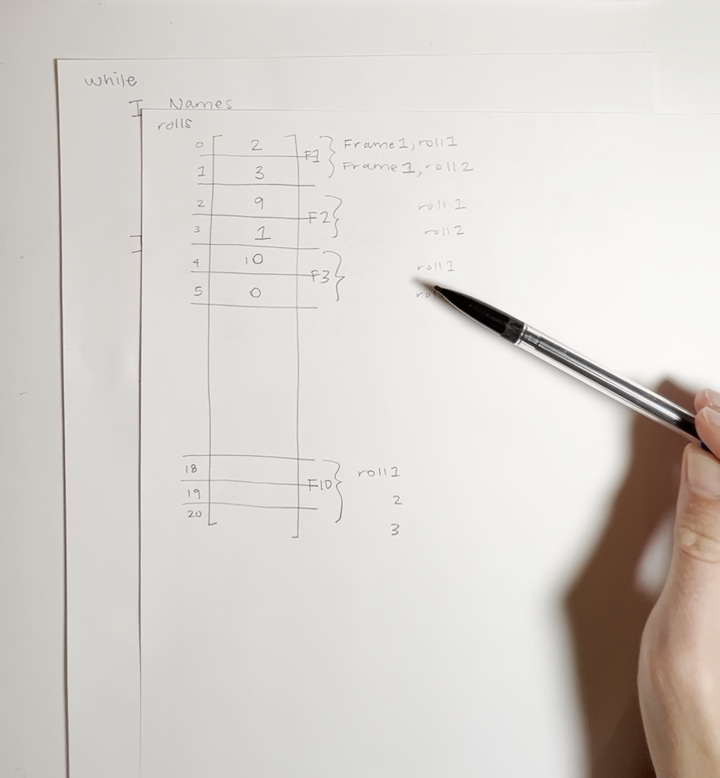 while
I Names
rolls
0 2 F1 Frame 1, roll 1
1 3 Frame 1, roll 2
2 9 F2 roll 1
3 1 roll 2
4 10 F3 roll 1
5 0
18 F10 roll 1
19 2
20 3